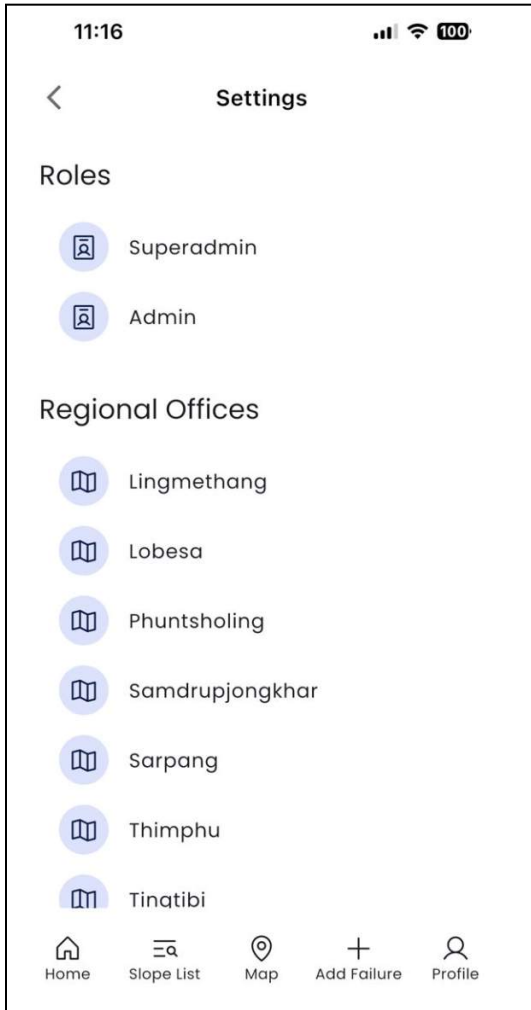 11:16
100
Settings
Roles
Superadmin
Admin
Regional Offices
Lingmethang
Lobesa
Phuntsholing
Samdrupjongkhar
Sarpang
Thimphu
Tingtibi
Home Slope List Map Add Failure Profile